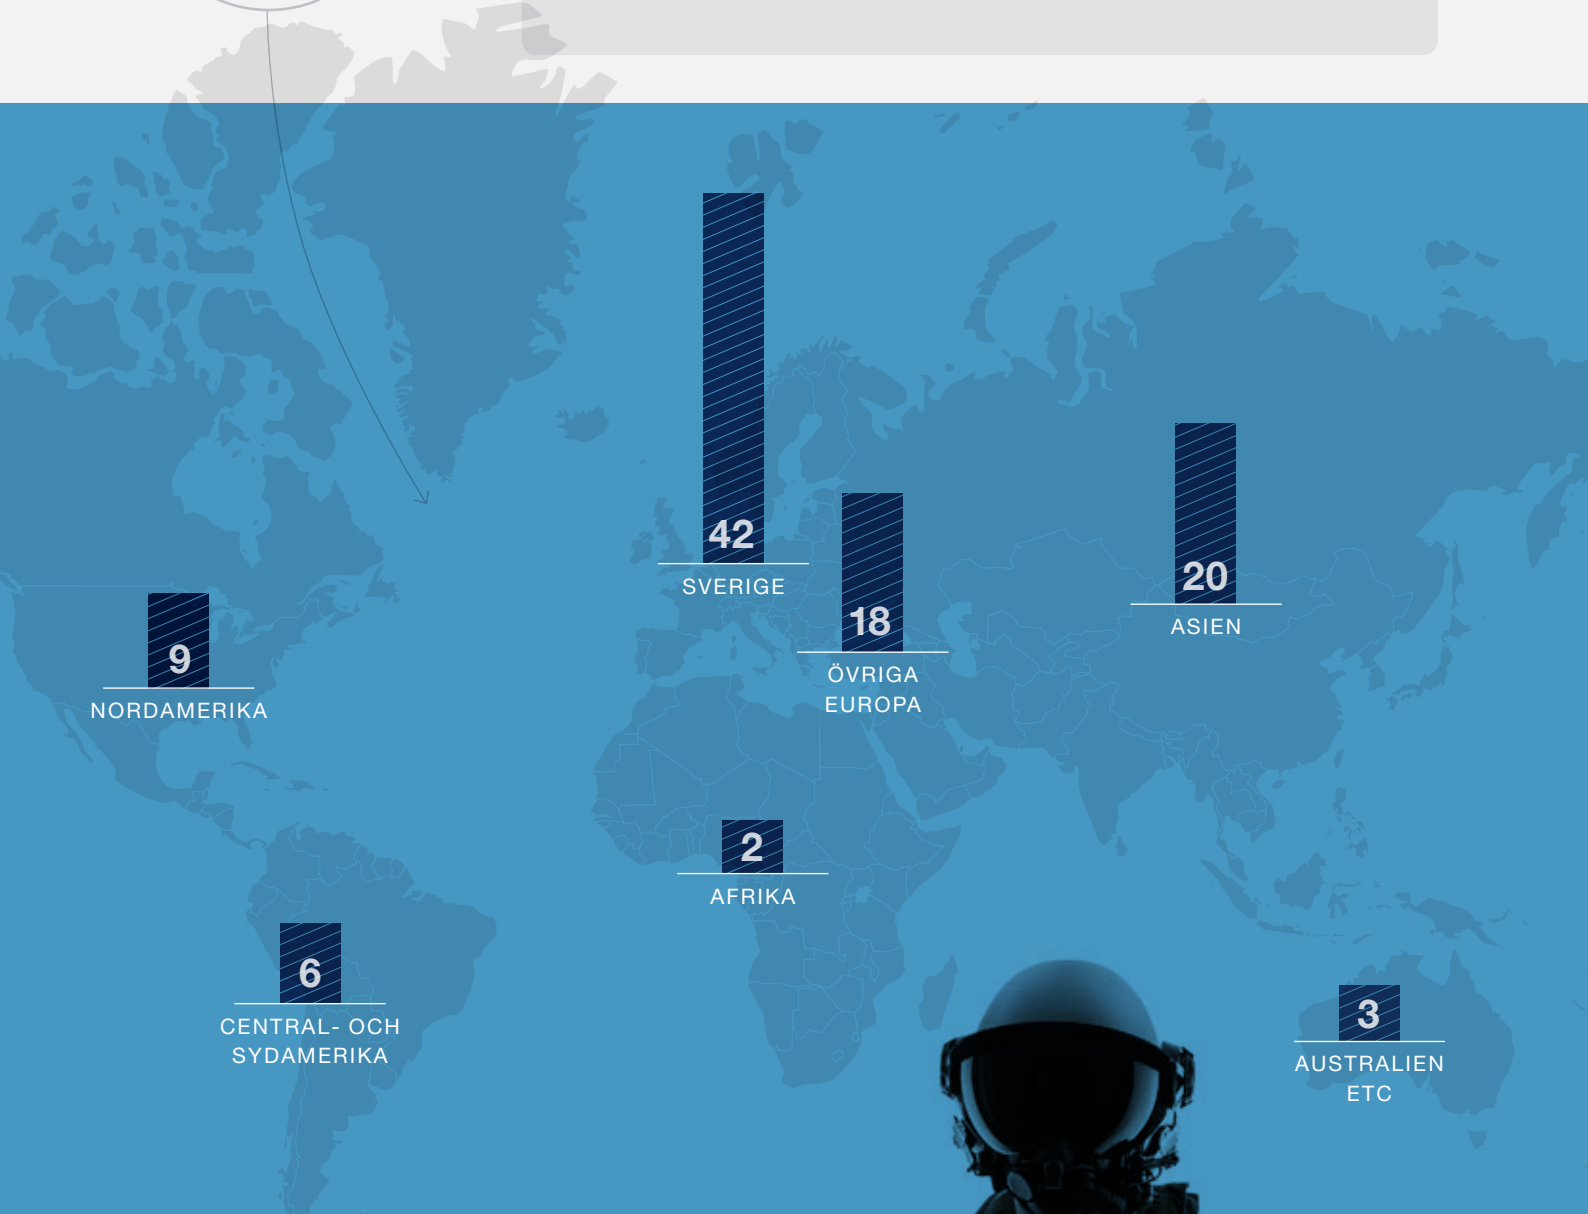 42
SVERIGE
18
ÖVRIGA
EUROPA
20
ASIEN
9
NORDAMERIKA
2
AFRIKA
6
CENTRAL- OCH
SYDAMERIKA
3
AUSTRALIEN
ETC